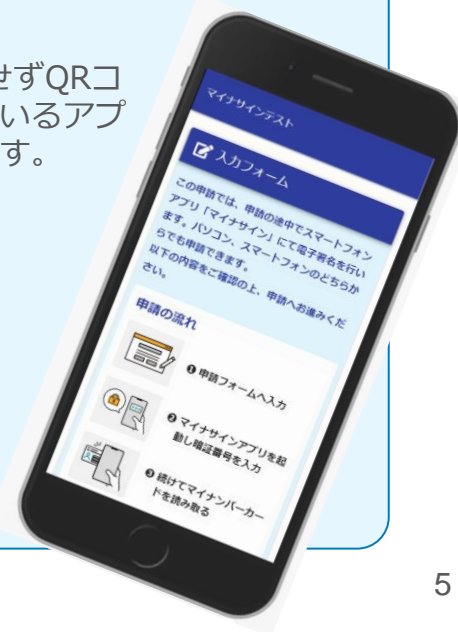 せずQRコ
いるアプ
す。
マイナサインテスト
入力フォーム
この申請では、申請の途中でスマートフォン
アプリ「マイナサイン」にて電子署名を行い
ます。パソコン、スマートフォンのどちらか
らでも申請できます。
以下の内容をご確認の上、申請へお進みくだ
さい。
申請の流れ
❶ 申請フォームへ入力
❷ マイナサインアプリを起
動し暗証番号を入力
❸ 続けてマイナンバーカー
ドを読み取る
5